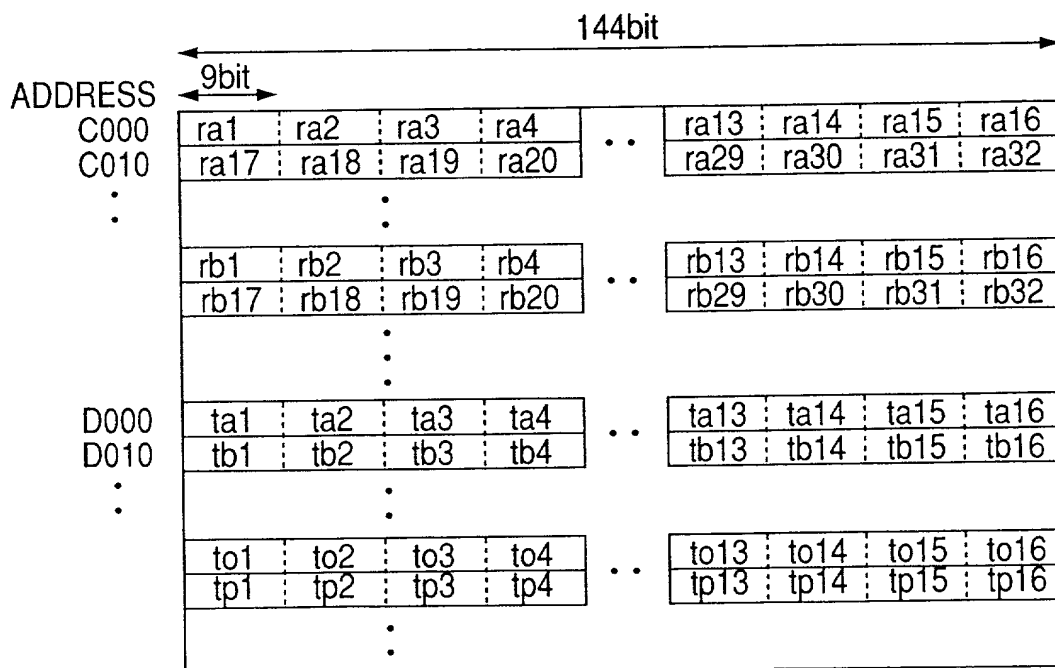 144bit
9bit
ADDRESS
C000 ra1 ra2 ra3 ra4 ra13 ra14 ra15 ra16
C010 ra17 ra18 ra19 ra20 ra29 ra30 ra31 ra32
rb1 rb2 rb3 rb4 rb13 rb14 rb15 rb16
rb17 rb18 rb19 rb20 rb29 rb30 rb31 rb32
D000 ta1 ta2 ta3 ta4 ta13 ta14 ta15 ta16
D010 tb1 tb2 tb3 tb4 tb13 tb14 tb15 tb16
to1 to2 to3 to4 to13 to14 to15 to16
tp1 tp2 tp3 tp4 tp13 tp14 tp15 tp16